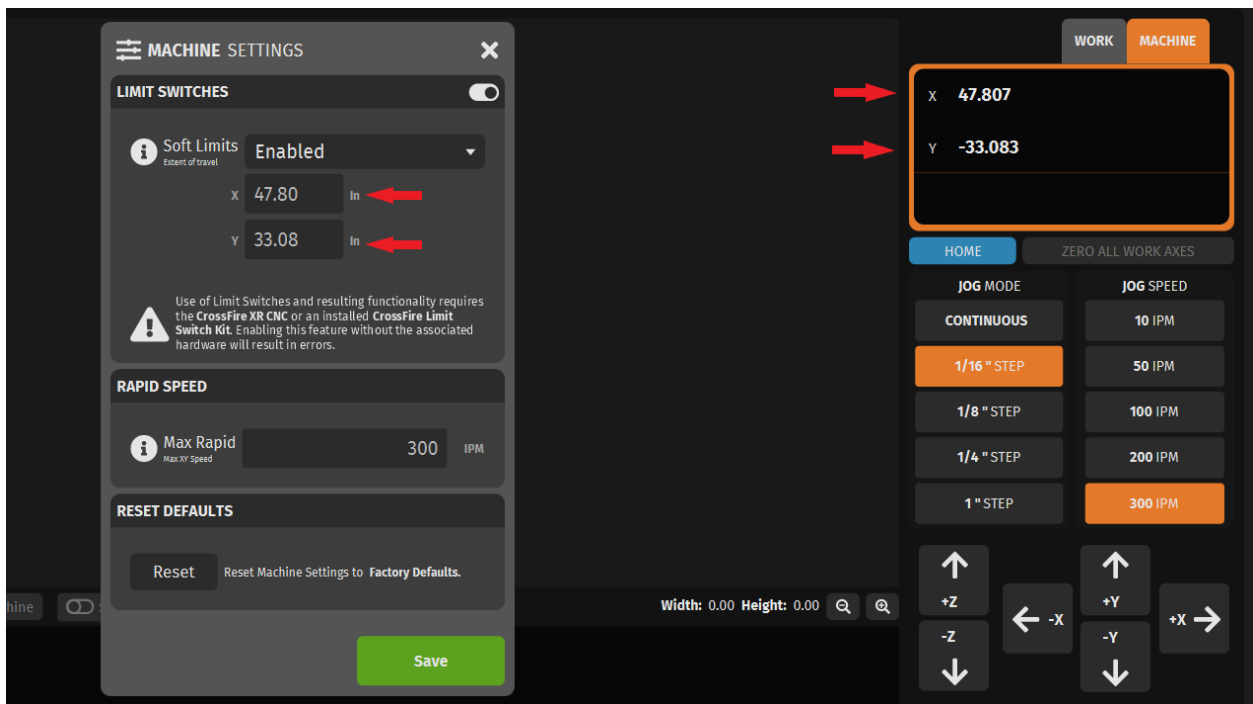 MACHINE SETTINGS
LIMIT SWITCHES
Soft Limits
Extent of travel
Enabled
X 47.80 In
Y 33.08 In
Use of Limit Switches and resulting functionality requires
the CrossFire XR CNC or an installed CrossFire Limit
Switch Kit. Enabling this feature without the associated
hardware will result in errors.
RAPID SPEED
Max Rapid
Max XY Speed
300 IPM
RESET DEFAULTS
Reset Reset Machine Settings to Factory Defaults.
Save
hine
Width: 0.00 Height: 0.00
WORK MACHINE
X 47.807
Y -33.083
HOME ZERO ALL WORK AXES
JOG MODE JOG SPEED
CONTINUOUS 10 IPM
1/16 " STEP 50 IPM
1/8 " STEP 100 IPM
1/4 " STEP 200 IPM
1 " STEP 300 IPM
+Z +Y
-X +X
-Z -Y